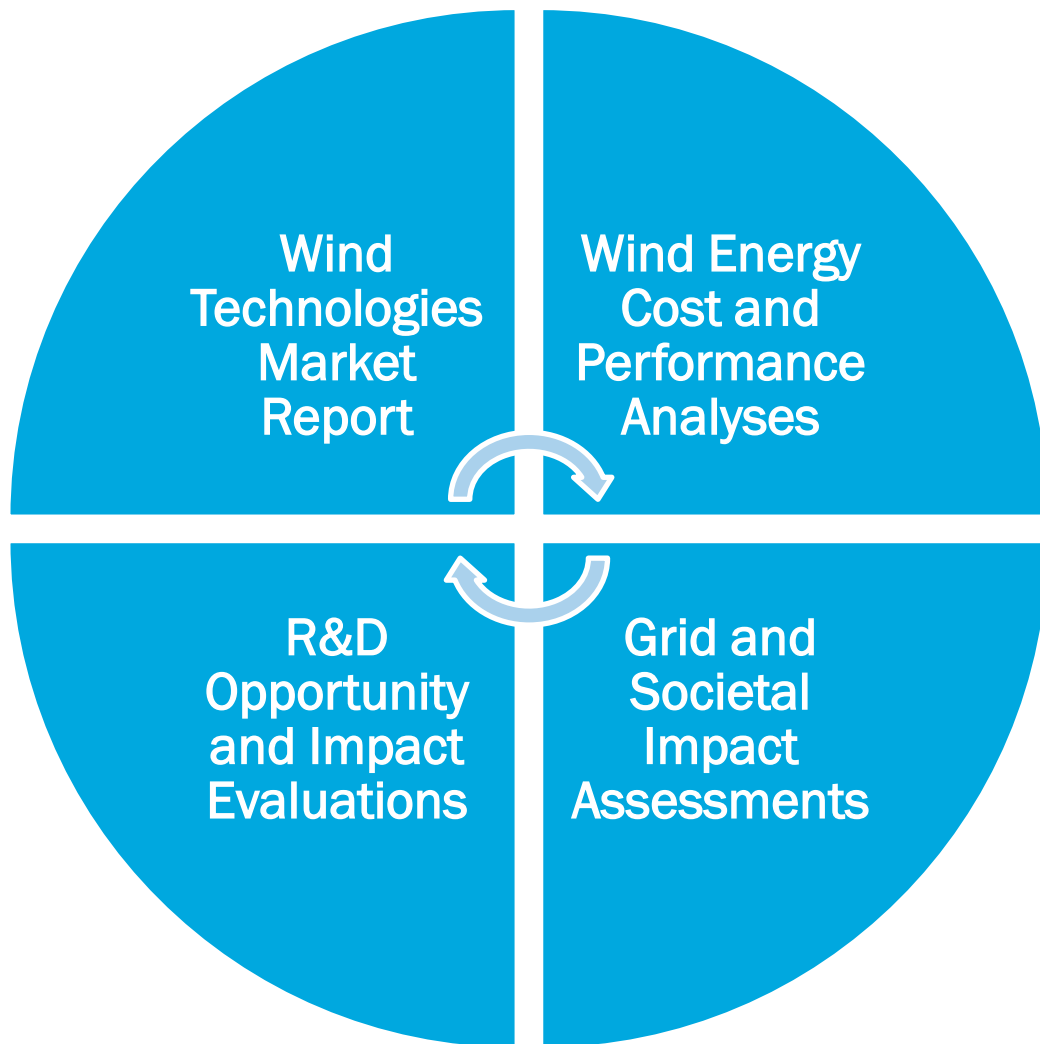 Wind
Technologies
Market
Report
Wind Energy
Cost and
Performance
Analyses
R&D
Opportunity
and Impact
Evaluations
Grid and
Societal
Impact
Assessments